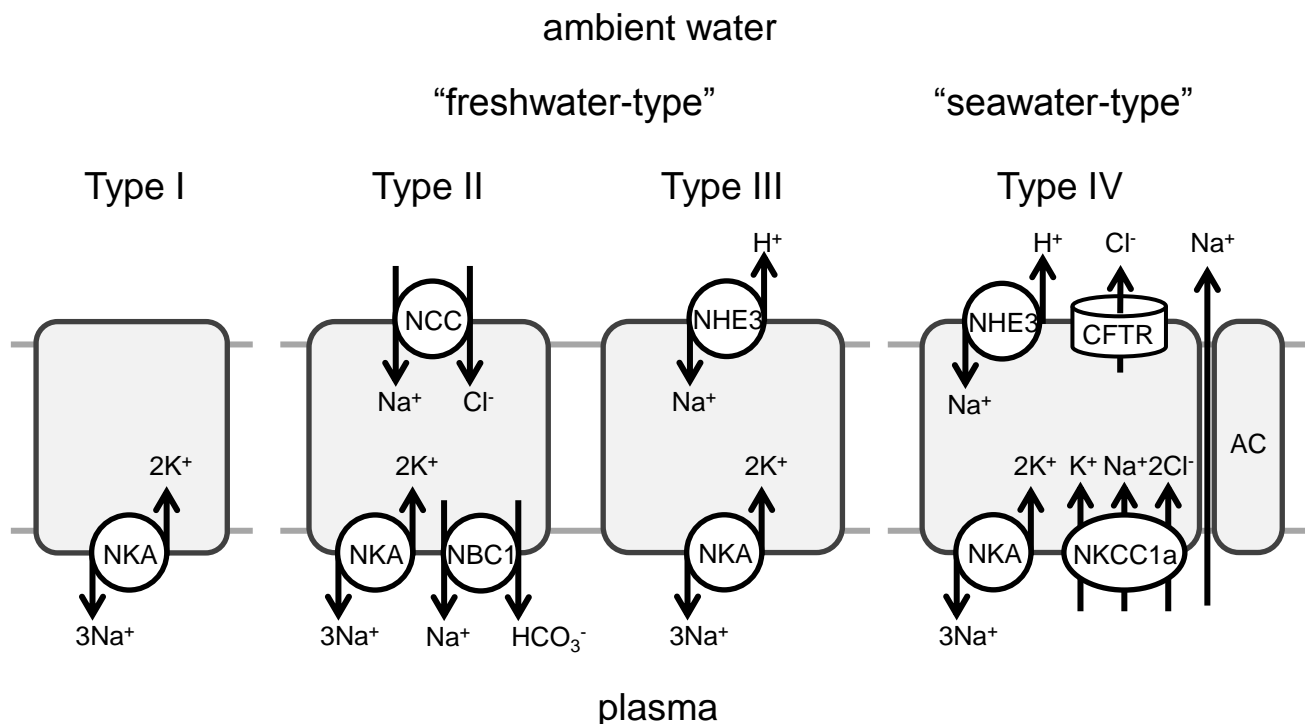 ambient water
“freshwater-type” “seawater-type”
Type I Type II Type III Type IV
H⁺ H⁺ Cl⁻ Na⁺
NCC NHE3 NHE3 CFTR
Na⁺ Cl⁻ Na⁺ Na⁺
AC
2K⁺ 2K⁺ 2K⁺ 2K⁺ K⁺ Na⁺ 2Cl⁻
NKA NKA NBC1 NKA NKA NKCC1a
3Na⁺ 3Na⁺ Na⁺ HCO₃⁻ 3Na⁺ 3Na⁺
plasma